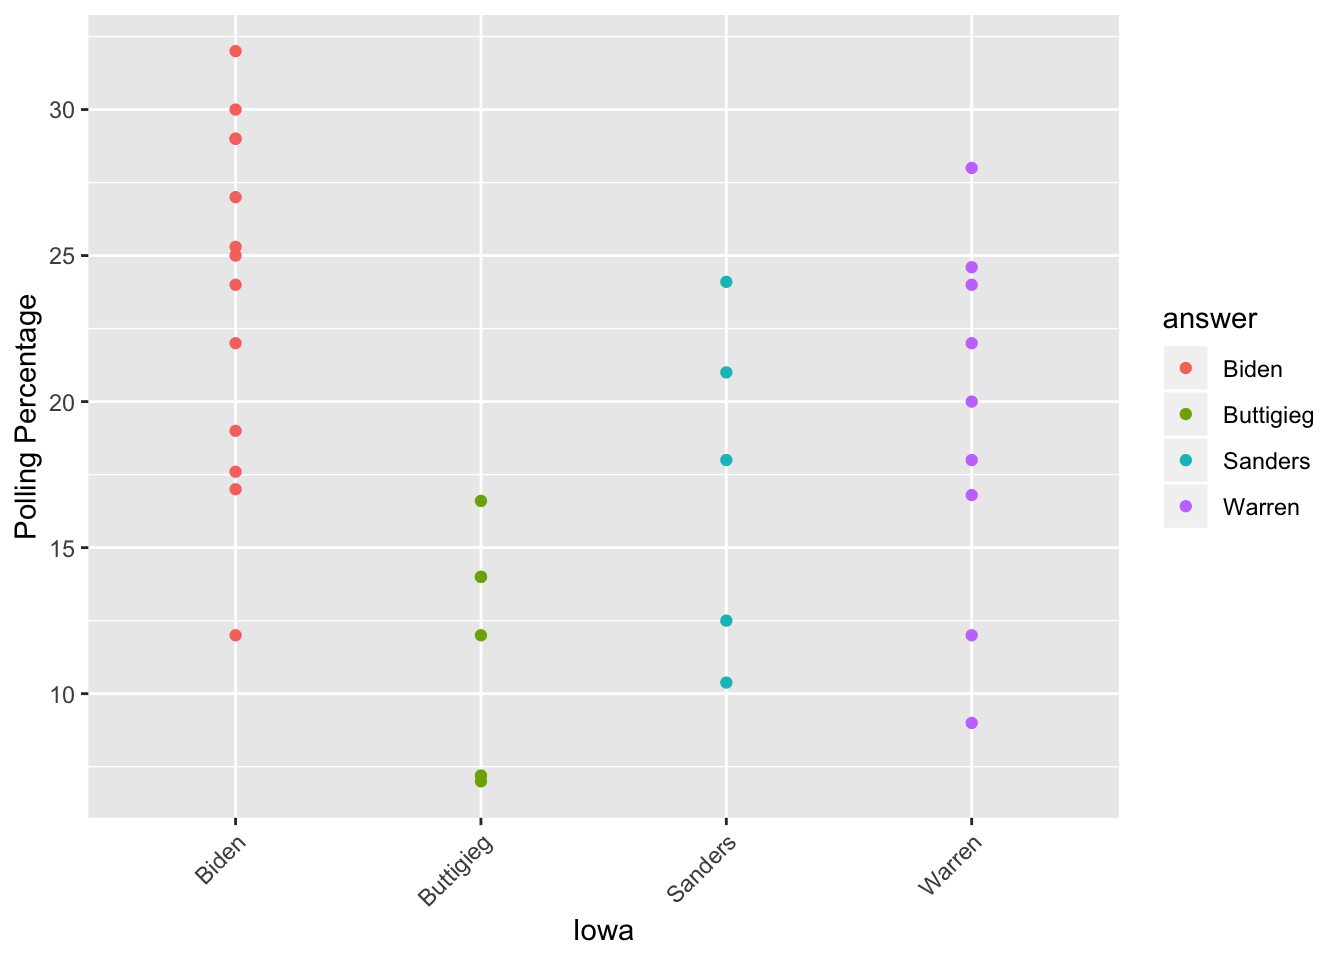 Polling Percentage
30
25
20
15
10
Biden
Buttigieg
Sanders
Warren
Iowa
answer
Biden
Buttigieg
Sanders
Warren